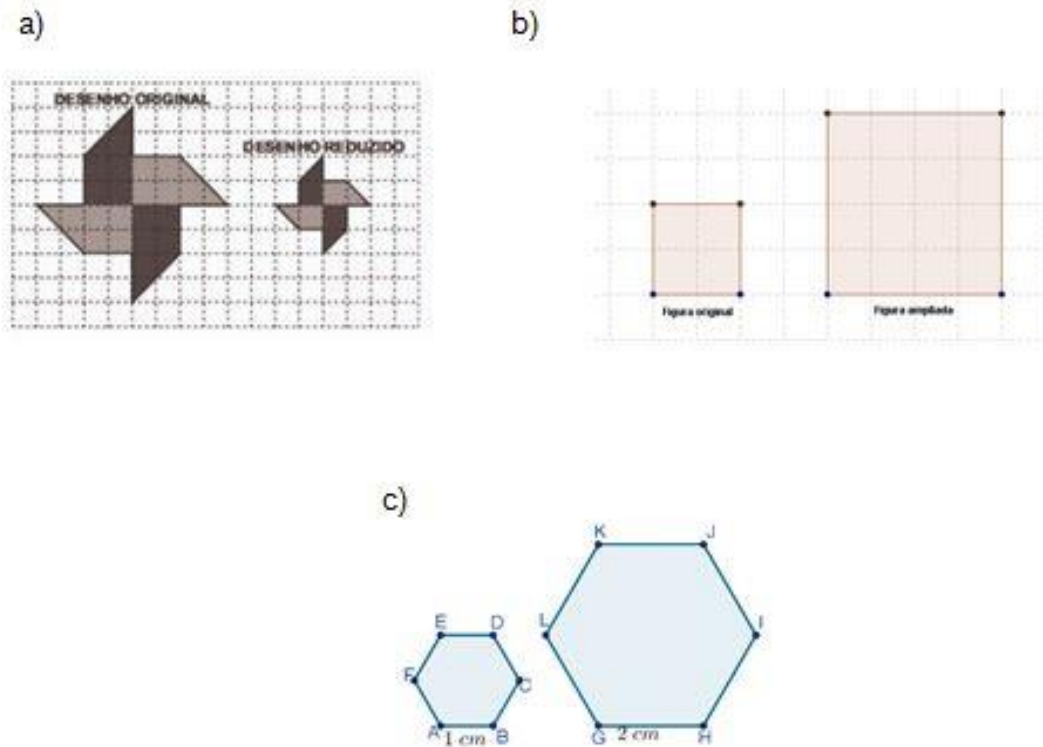 a)
b)
DESENHO ORIGINAL
DESENHO REDUZIDO
Figura original
Figura ampliada
c)
K J
E D
L I
F C
A 1 cm B
G 2 cm H